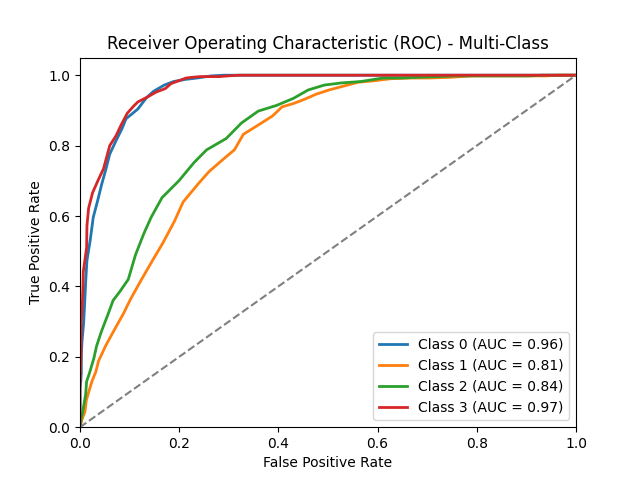 Receiver Operating Characteristic (ROC) - Multi-Class
1.0
0.8
0.6
0.4
0.2
0.0
True Positive Rate
0.0 0.2 0.4 0.6 0.8 1.0
False Positive Rate
Class 0 (AUC = 0.96)
Class 1 (AUC = 0.81)
Class 2 (AUC = 0.84)
Class 3 (AUC = 0.97)